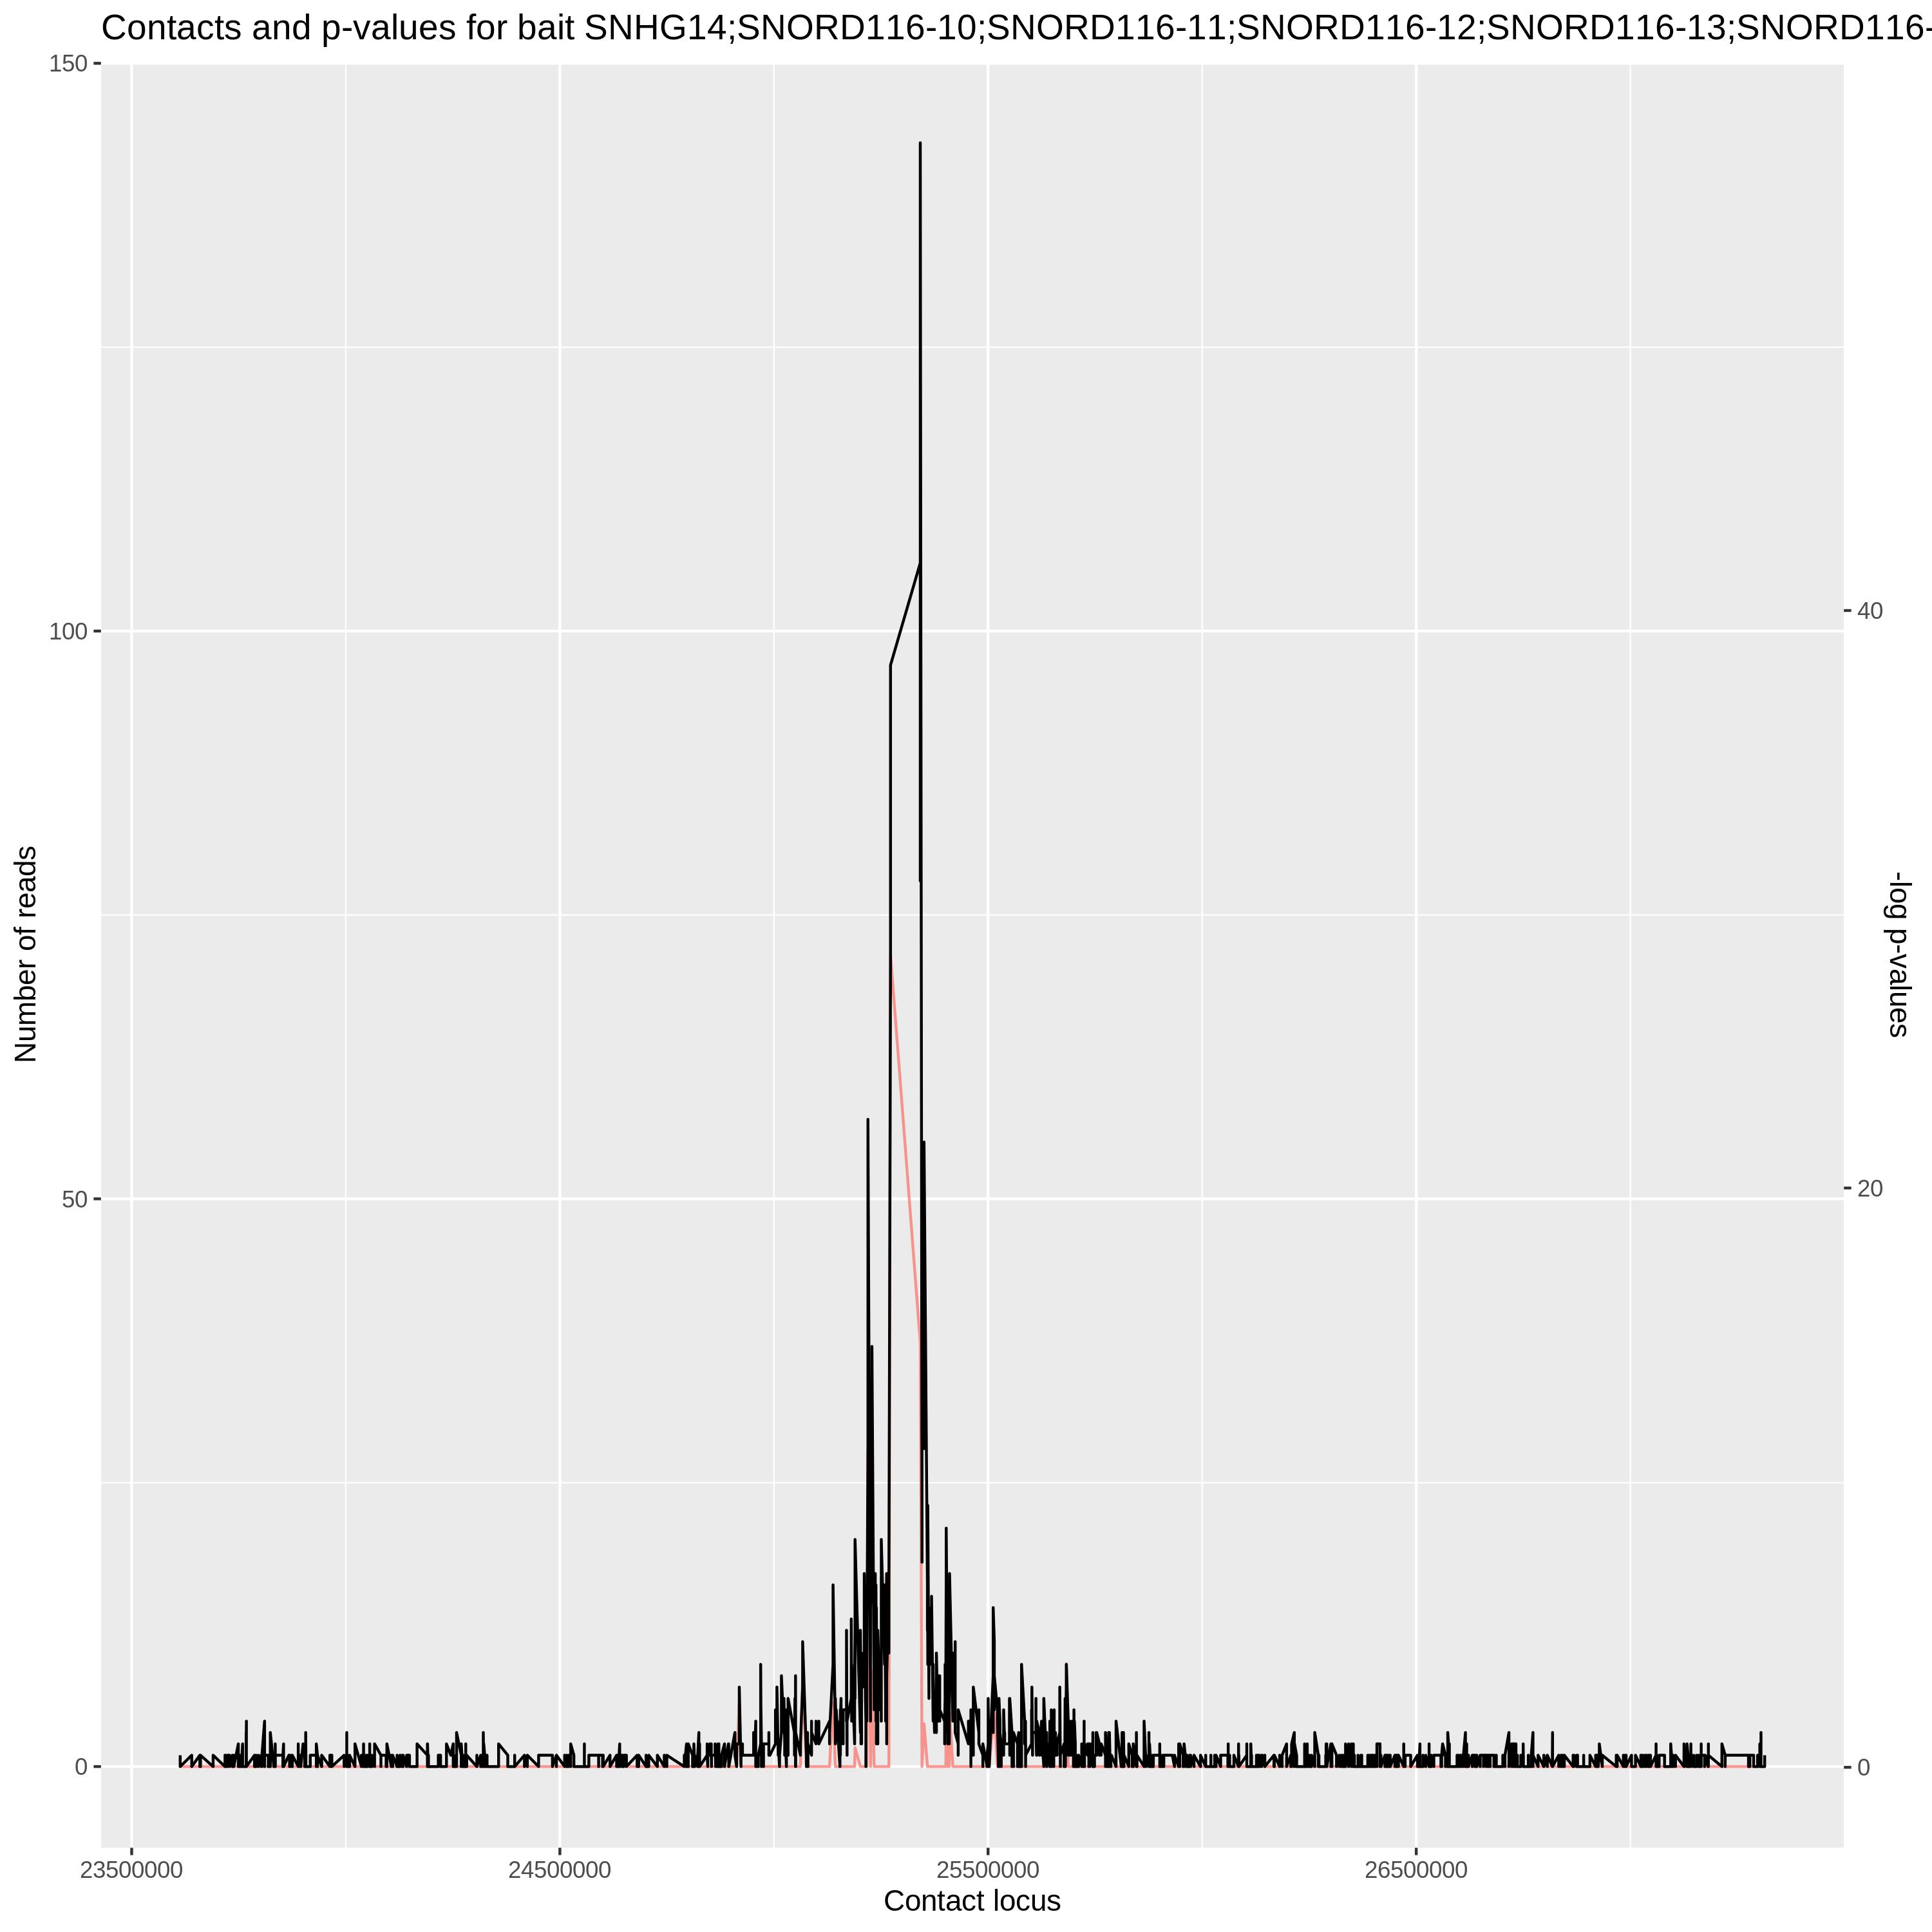 Contacts and p-values for bait SNHG14;SNORD116-10;SNORD116-11;SNORD116-12;SNORD116-13;SNORD116-
150
100
50
0
Number of reads
40
20
0
-log p-values
23500000 24500000 25500000 26500000
Contact locus